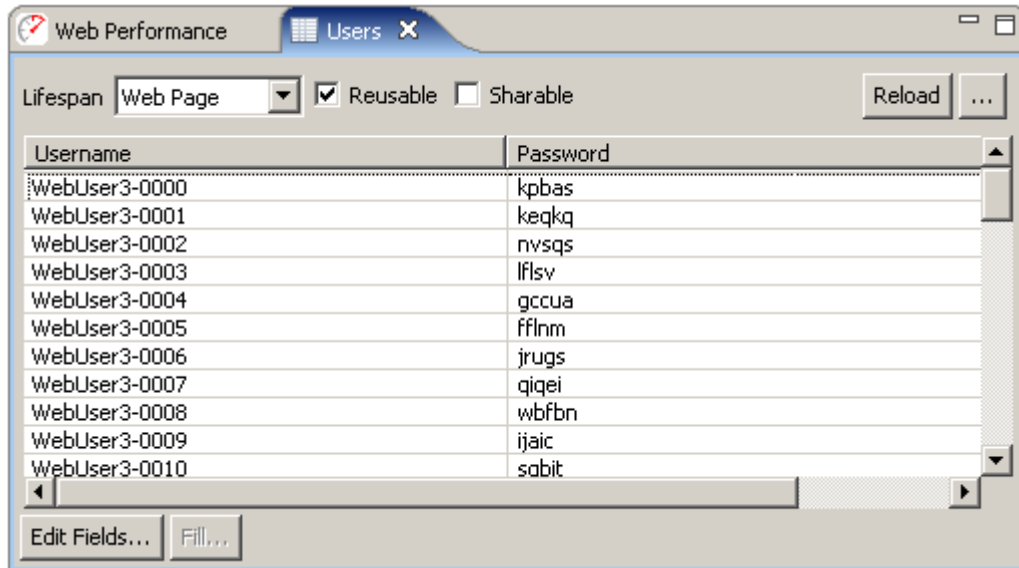 Web Performance Users
Lifespan Web Page Reusable Sharable Reload ...
Username Password
WebUser3-0000 kpbas
WebUser3-0001 keqkq
WebUser3-0002 nvsqs
WebUser3-0003 lflsv
WebUser3-0004 gccua
WebUser3-0005 fflnm
WebUser3-0006 jrugs
WebUser3-0007 qiqei
WebUser3-0008 wbfbn
WebUser3-0009 ijaic
WebUser3-0010 sgbit
Edit Fields... Fill...